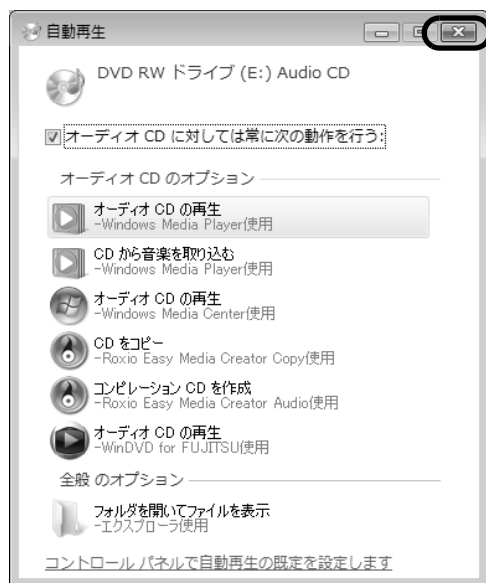 自動再生
DVD RW ドライブ (E:) Audio CD
オーディオ CD に対しては常に次の動作を行う:
オーディオ CD のオプション
オーディオ CD の再生
-Windows Media Player使用
CD から音楽を取り込む
-Windows Media Player使用
オーディオ CD の再生
-Windows Media Center使用
CD をコピー
-Roxio Easy Media Creator Copy使用
コンピレーション CD を作成
-Roxio Easy Media Creator Audio使用
オーディオ CD の再生
-WinDVD for FUJITSU使用
全般 のオプション
フォルダを開いてファイルを表示
-エクスプローラ使用
コントロール パネルで自動再生の既定を設定します